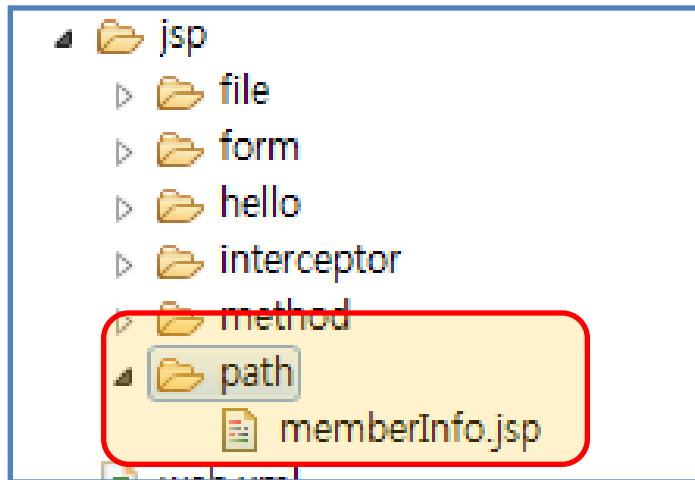 jsp
file
form
hello
interceptor
method
path
memberInfo.jsp